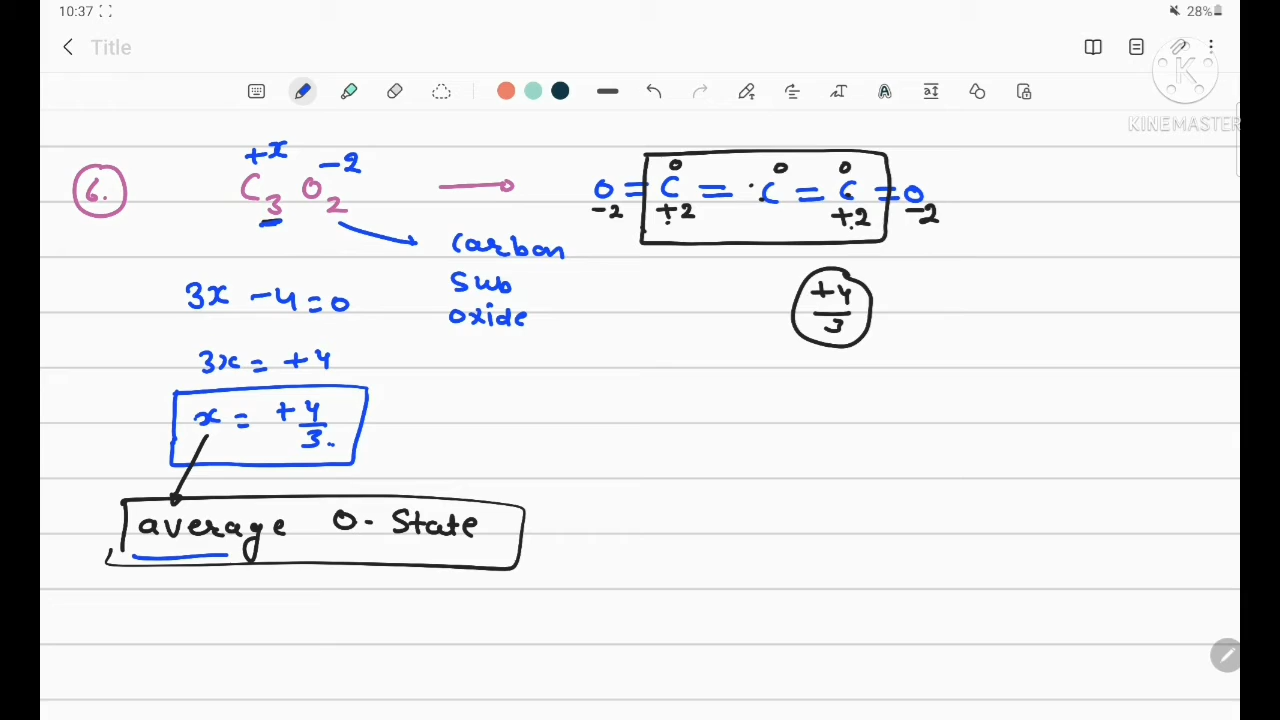 10:37 28%
Title
KINEMASTER
6. +x -2
C3O2 → O=C=C=C=O
0 0 0
-2 +2 +2 -2
Carbon
Sub
oxide
3x -4=0
3x = +4
x = +4/3
+4/3
average O- State